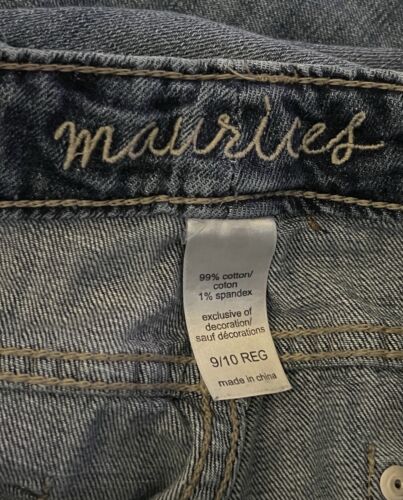 maurices
99% cotton/
coton
1% spandex
exclusive of
decoration/
sauf décorations
9/10 REG
made in china